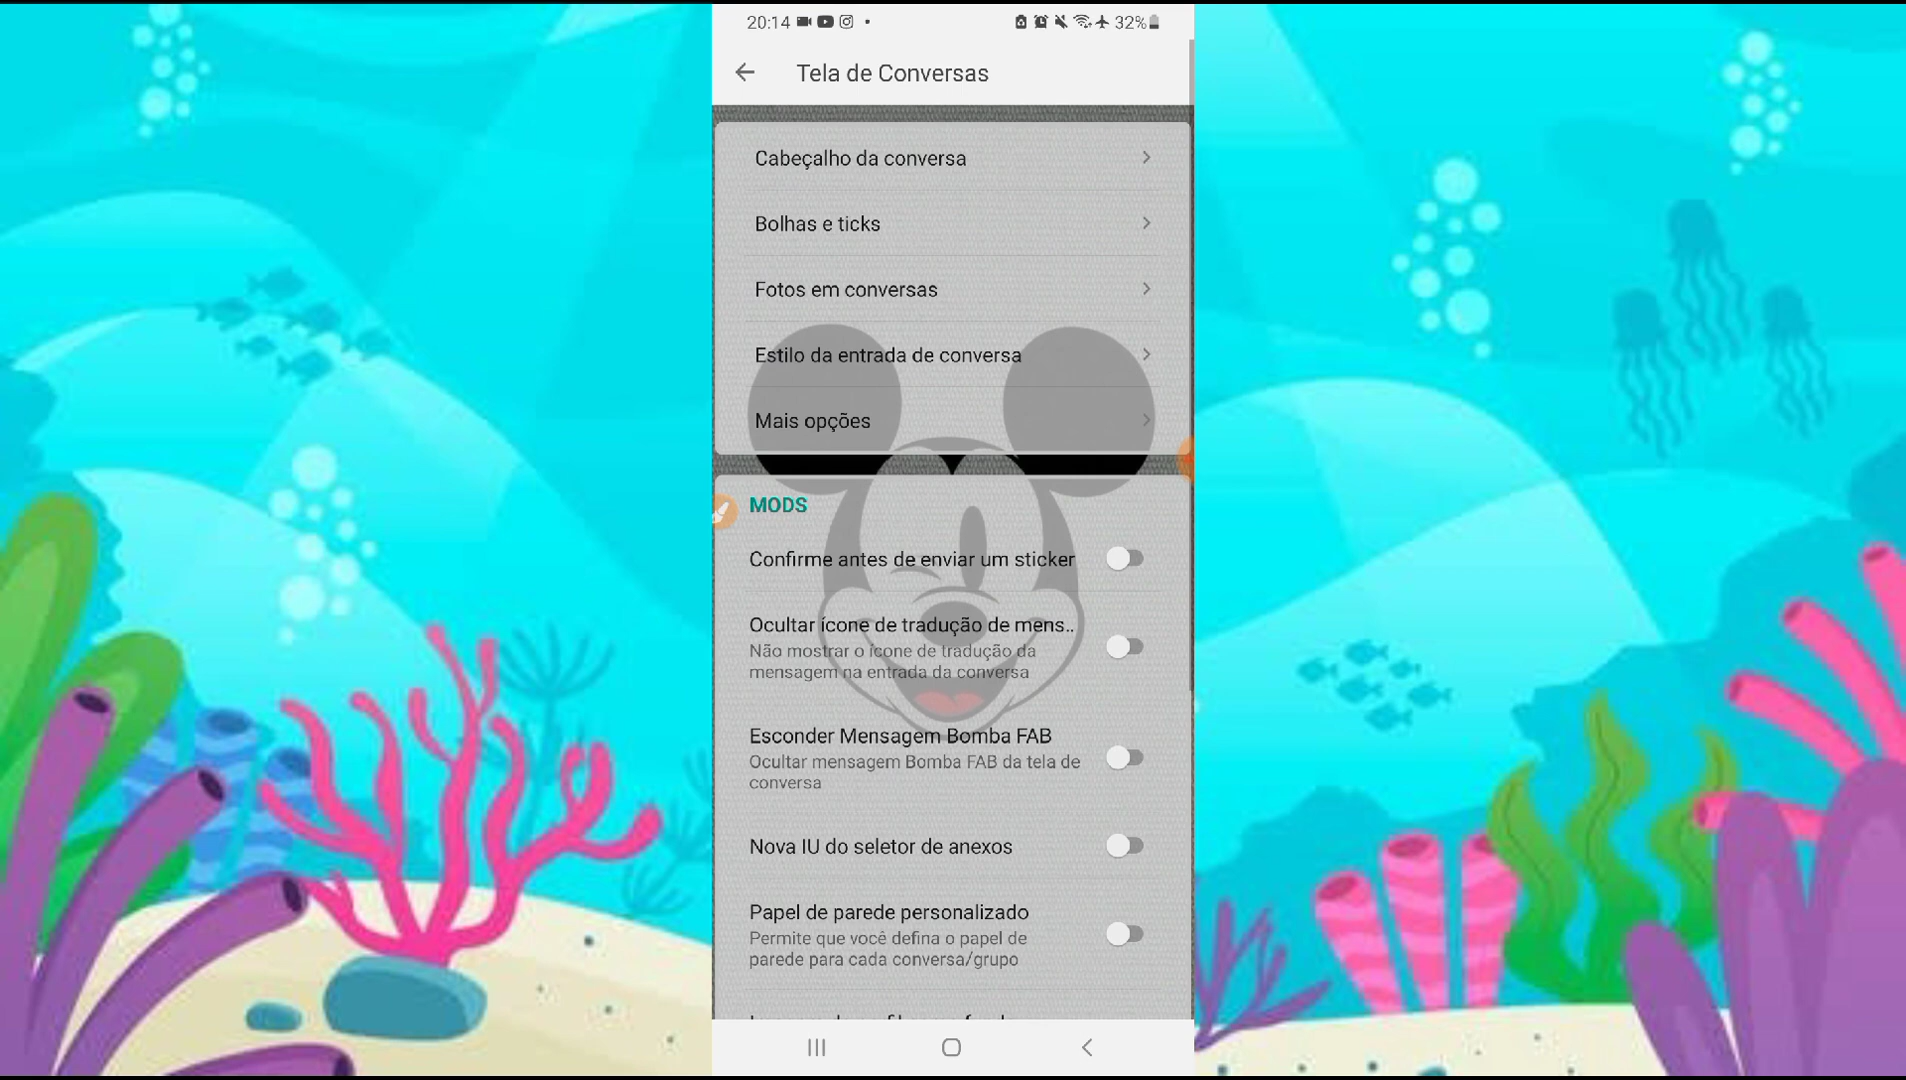 20:14
32%
Tela de Conversas
Cabeçalho da conversa
Bolhas e ticks
Fotos em conversas
Estilo da entrada de conversa
Mais opções
MODS
Confirme antes de enviar um sticker
Ocultar ícone de tradução de mens..
Não mostrar o ícone de tradução da
mensagem na entrada da conversa
Esconder Mensagem Bomba FAB
Ocultar mensagem Bomba FAB da tela de
conversa
Nova IU do seletor de anexos
Papel de parede personalizado
Permite que você defina o papel de
parede para cada conversa/grupo